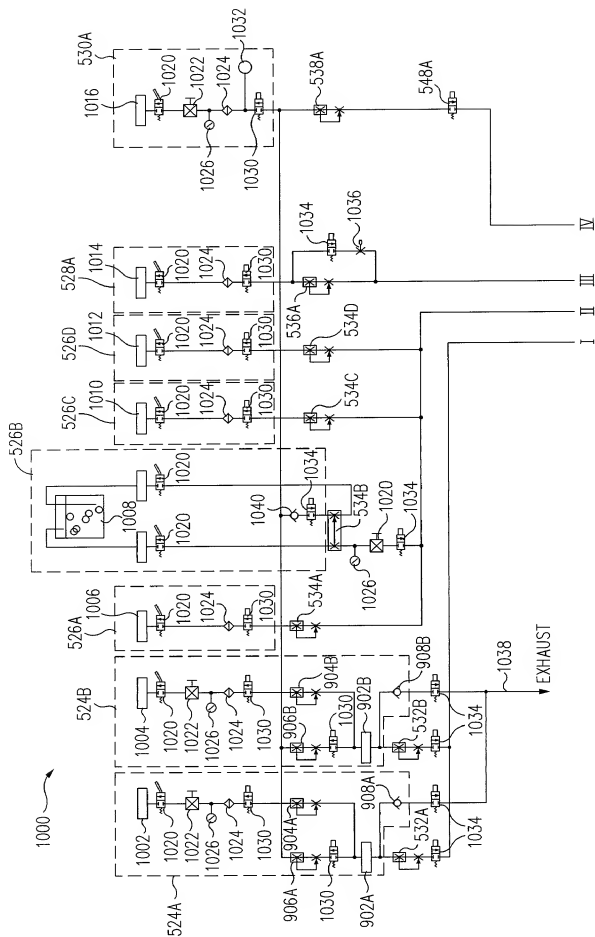 530A
1016
1020
1022
1024
1032
1026
1030
538A
548A
IV
528A
1014
1020
1024
1030
536A
1034
1036
III
526D
1012
1020
1024
1030
534D
II
526C
1010
1020
1024
1030
534C
I
526B
1008
1020
1020
1040
1034
534B
1026
1020
1034
526A
1006
1020
1024
1030
534A
524B
1004
1020
1022
1026
1024
1030
904B
906B
1030
902B
908B
532B
1034
1038
EXHAUST
1000
524A
1002
1020
1022
1026
1024
1030
904A
906A
1030
902A
908A
532A
1034